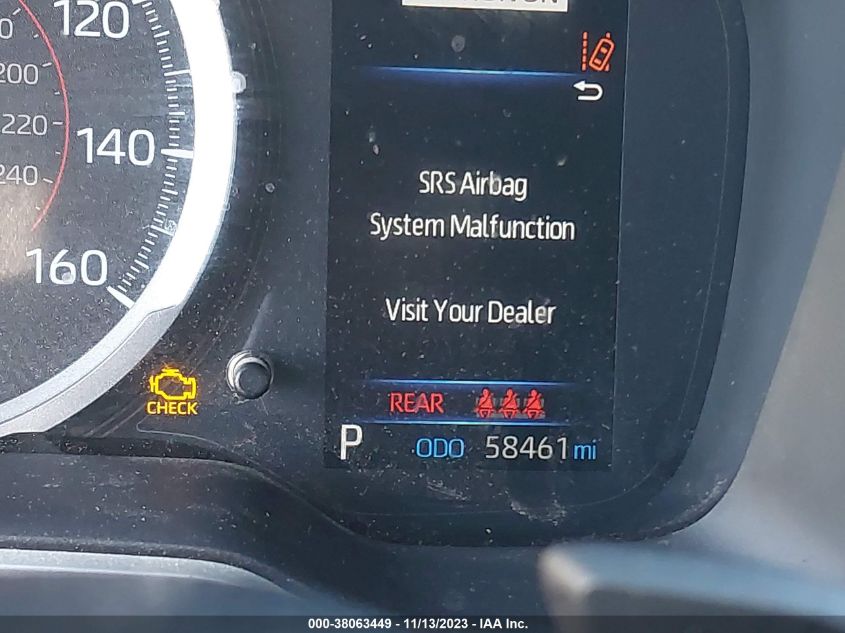 120
200
220
140
240
160
SRS Airbag
System Malfunction
Visit Your Dealer
CHECK
REAR
P ODO 58461 mi
000-38063449 - 11/13/2023 - IAA Inc.